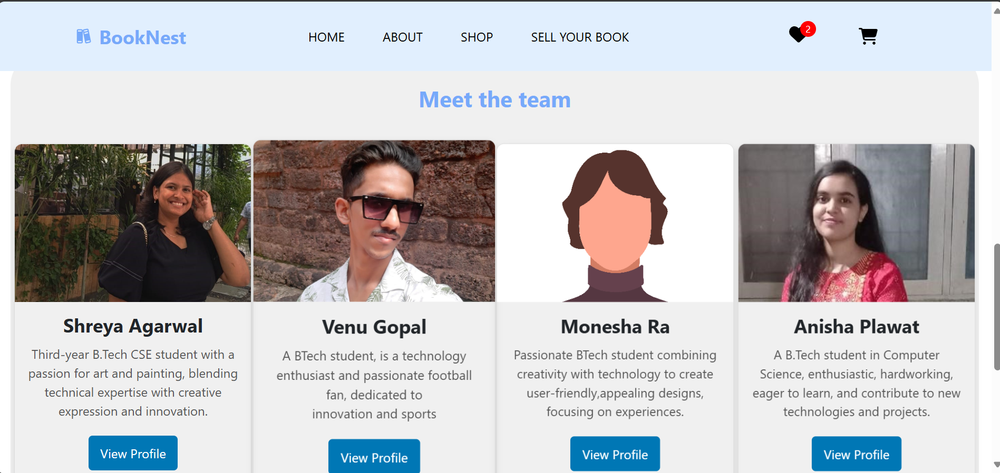 BookNest
HOME ABOUT SHOP SELL YOUR BOOK
2
Meet the team
Shreya Agarwal
Third-year B.Tech CSE student with a
passion for art and painting, blending
technical expertise with creative
expression and innovation.
View Profile
Venu Gopal
A BTech student, is a technology
enthusiast and passionate football
fan, dedicated to
innovation and sports
View Profile
Monesha Ra
Passionate BTech student combining
creativity with technology to create
user-friendly,appealing designs,
focusing on experiences.
View Profile
Anisha Plawat
A B.Tech student in Computer
Science, enthusiastic, hardworking,
eager to learn, and contribute to new
technologies and projects.
View Profile